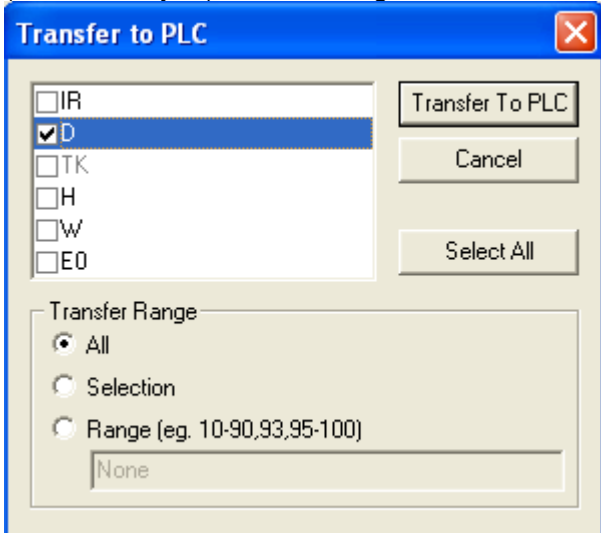 Transfer to PLC
IR
D
TK
H
W
E0
Transfer To PLC
Cancel
Select All
Transfer Range
All
Selection
Range (eg. 10-90,93,95-100)
None